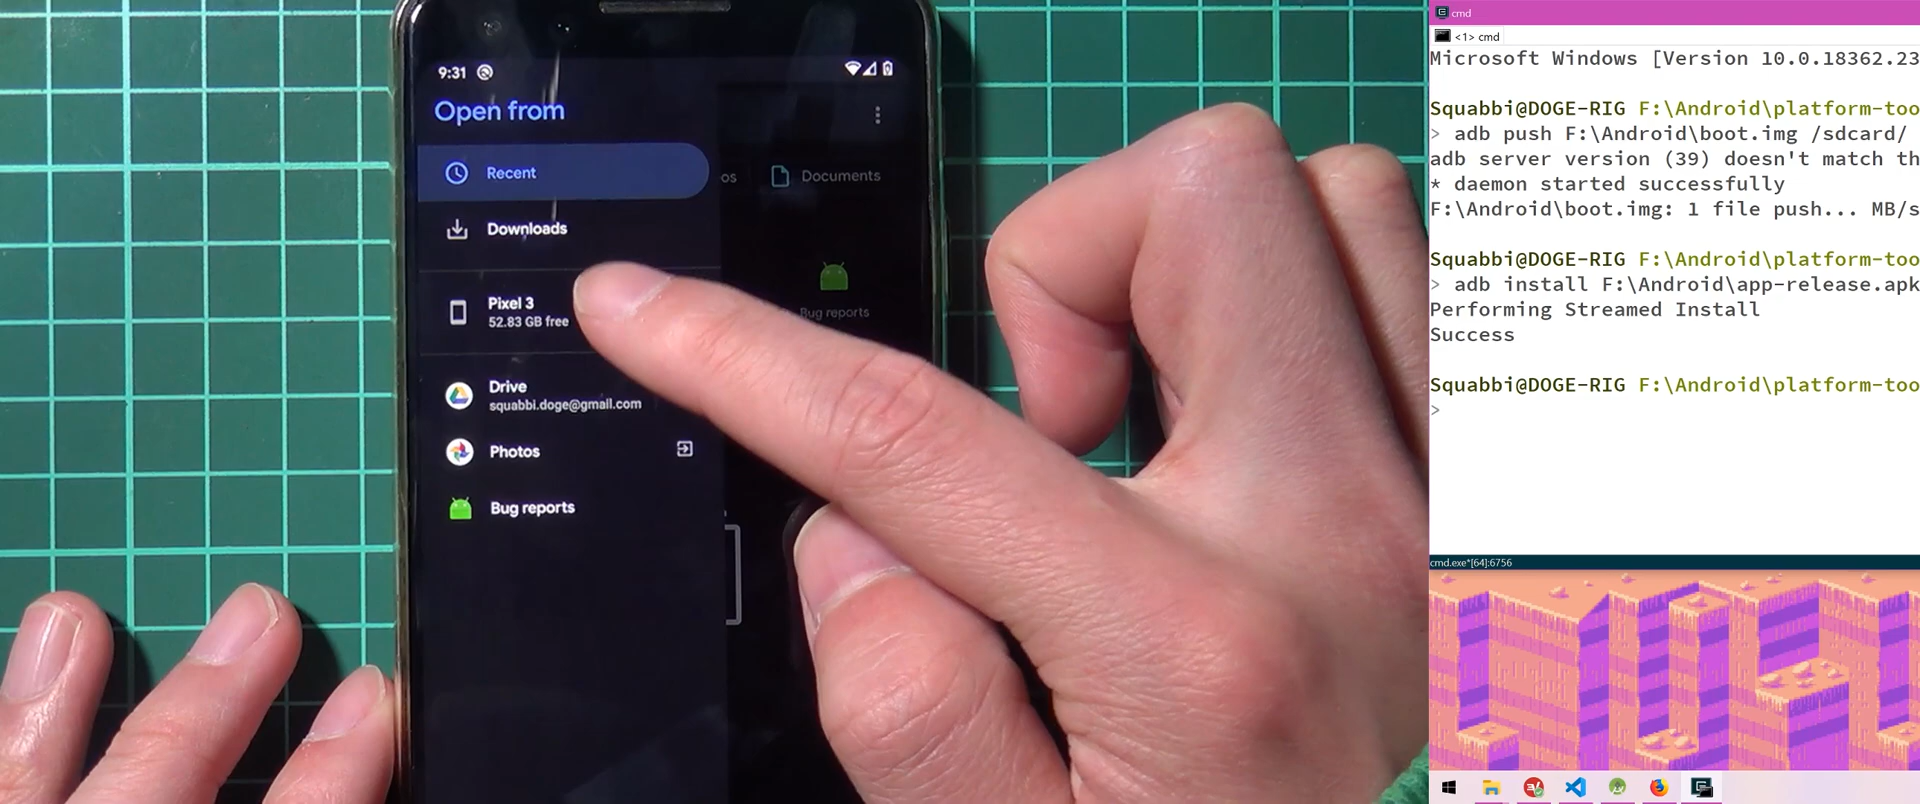 9:31
Open from
Recent
Downloads
Pixel 3
52.83 GB free
Drive
squabbi.doge@gmail.com
Photos
Bug reports
os
Documents
Bug reports
cmd
<1> cmd
Microsoft Windows [Version 10.0.18362.23
Squabbi@DOGE-RIG F:\Android\platform-too
> adb push F:\Android\boot.img /sdcard/
adb server version (39) doesn't match th
* daemon started successfully
F:\Android\boot.img: 1 file push... MB/s
Squabbi@DOGE-RIG F:\Android\platform-too
> adb install F:\Android\app-release.apk
Performing Streamed Install
Success
Squabbi@DOGE-RIG F:\Android\platform-too
>
cmd.exe*[64]:6756